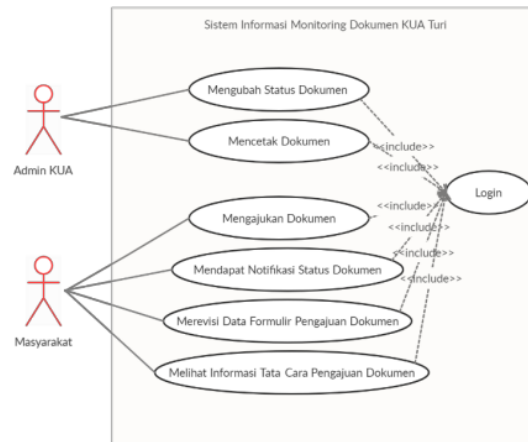 Sistem Informasi Monitoring Dokumen KUA Turi
Mengubah Status Dokumen
Mencetak Dokumen
Admin KUA
<<include>>
<<include>>
Login
<<include>>
Mengajukan Dokumen
<<include>>
<<include>>
Mendapat Notifikasi Status Dokumen
<<include>>
Merevisi Data Formulir Pengajuan Dokumen
Masyarakat
Melihat Informasi Tata Cara Pengajuan Dokumen